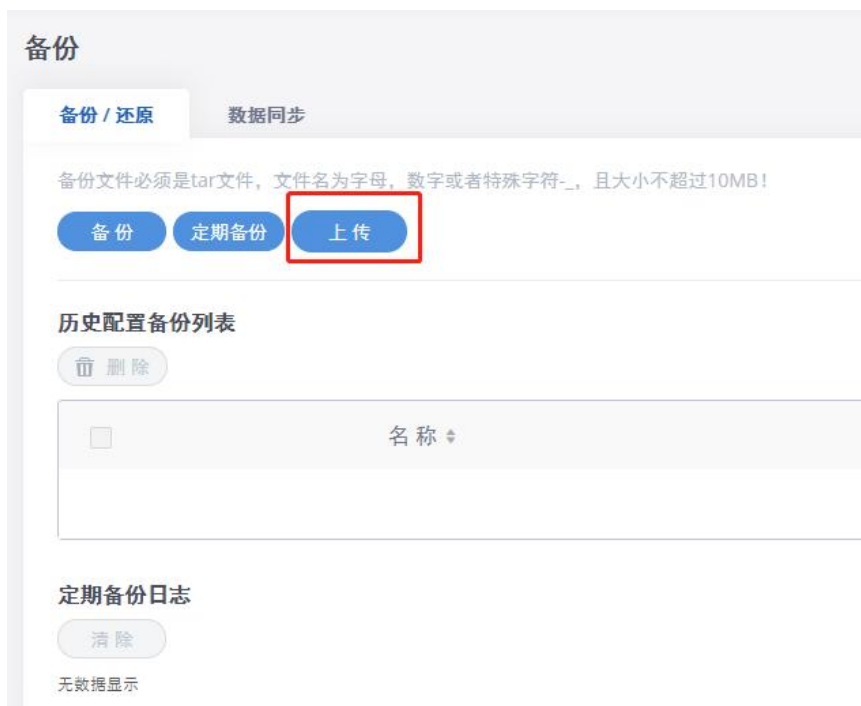 备份
备份 / 还原 数据同步
备份文件必须是tar文件，文件名为字母，数字或者特殊字符-_，且大小不超过10MB!
备 份 定期备份 上 传
历史配置备份列表
删 除
名 称
定期备份日志
清 除
无数据显示